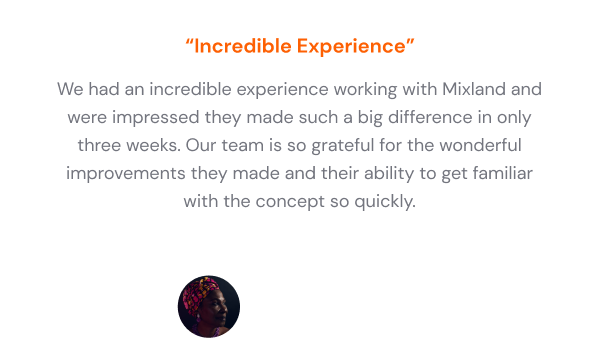 “Incredible Experience”
We had an incredible experience working with Mixland and
were impressed they made such a big difference in only
three weeks. Our team is so grateful for the wonderful
improvements they made and their ability to get familiar
with the concept so quickly.